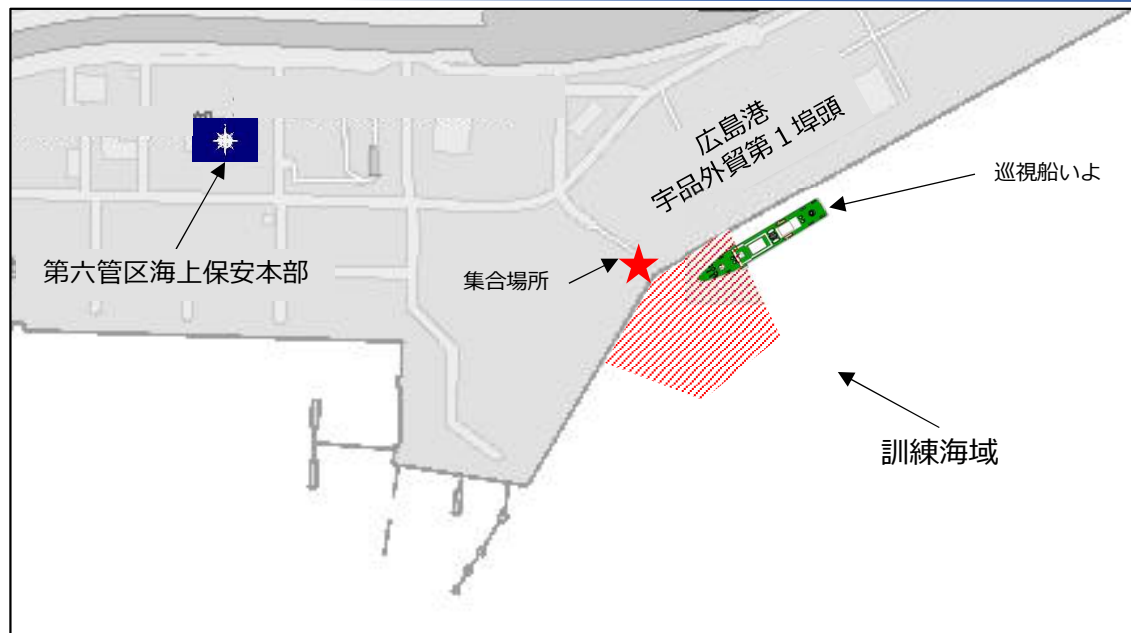 広島港
宇品外貿第１埠頭
巡視船いよ
第六管区海上保安本部
集合場所
訓練海域